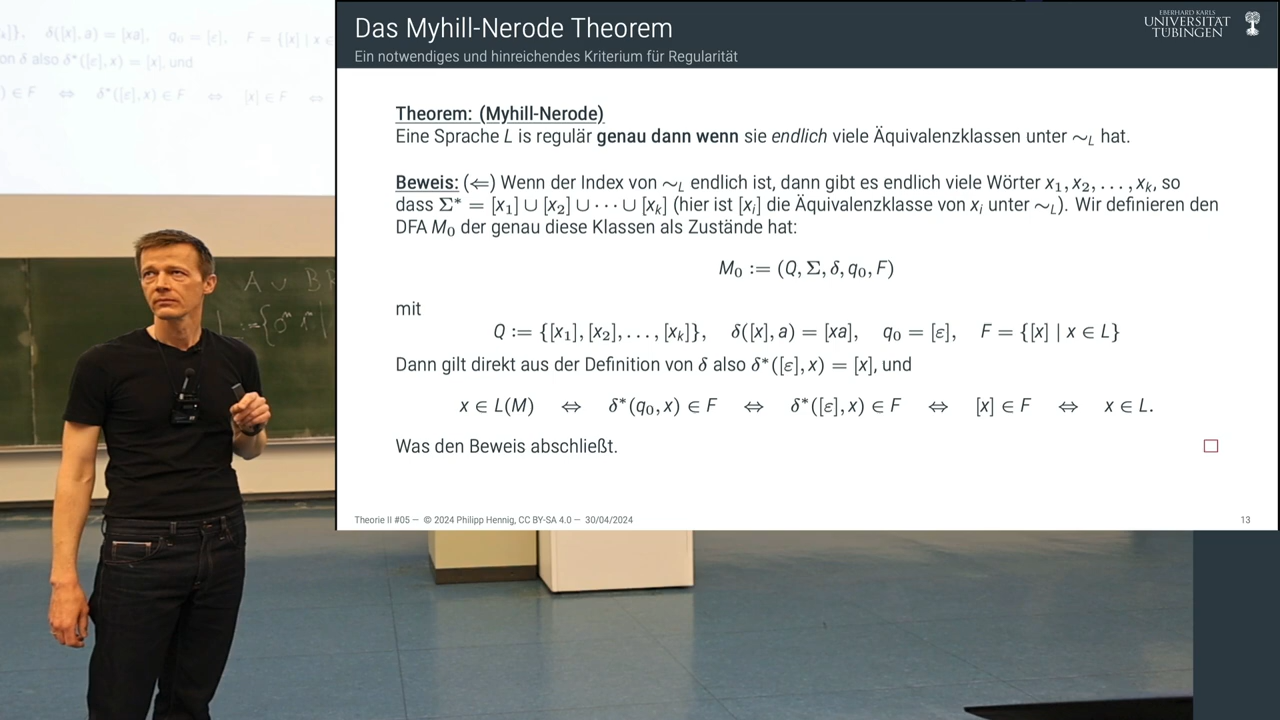 Das Myhill-Nerode Theorem
Ein notwendiges und hinreichendes Kriterium für Regularität
EBERHARD KARLS
UNIVERSITAT
TUBINGEN
Theorem: (Myhill-Nerode)
Eine Sprache L is regulär genau dann wenn sie endlich viele Äquivalenzklassen unter ∼L hat.
Beweis: (⇐) Wenn der Index von ∼L endlich ist, dann gibt es endlich viele Wörter x1, x2, . . . , xk, so
dass Σ* = [x1] ∪ [x2] ∪ · · · ∪ [xk] (hier ist [xi] die Äquivalenzklasse von xi unter ∼L). Wir definieren den
DFA M0 der genau diese Klassen als Zustände hat:
M0 := (Q, Σ, δ, q0, F)
mit
Q := {[x1], [x2], . . . , [xk]}, δ([x], a) = [xa], q0 = [ε], F = {[x] | x ∈ L}
Dann gilt direkt aus der Definition von δ also δ*([ε], x) = [x], und
x ∈ L(M) ⇔ δ*(q0, x) ∈ F ⇔ δ*([ε], x) ∈ F ⇔ [x] ∈ F ⇔ x ∈ L.
Was den Beweis abschließt. □
Theorie II #05 — © 2024 Philipp Hennig, CC BY-SA 4.0 — 30/04/2024
13
δ([x], a) = [xa], q0 = [ε], F = {[x] | x ∈
on δ also δ*([ε], x) = [x], und
) ∈ F ⇔ δ*([ε], x) ∈ F ⇔ [x] ∈ F ⇔
A ∪ B